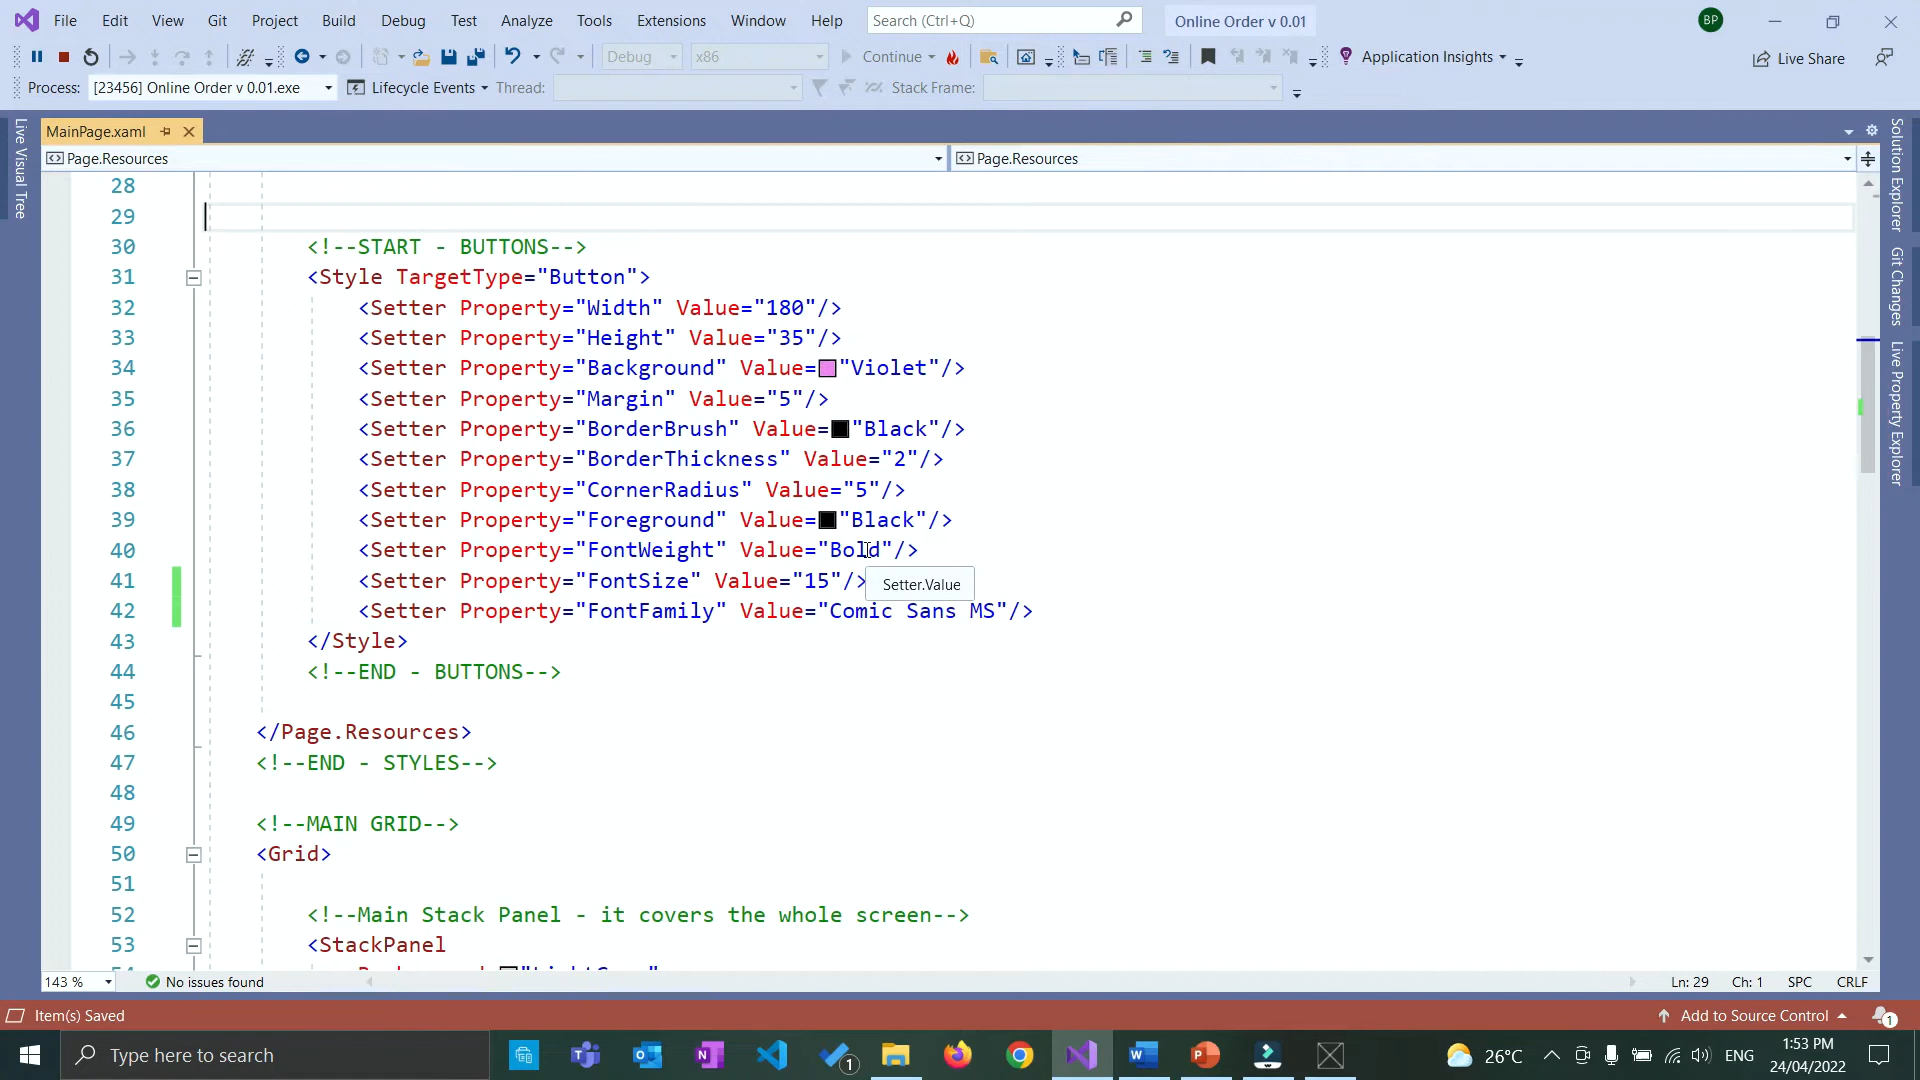 File Edit View Git Project Build Debug Test Analyze Tools Extensions Window Help Search (Ctrl+Q) Online Order v 0.01 BP
Debug x86 Continue Application Insights Live Share
Process: [23456] Online Order v 0.01.exe Lifecycle Events Thread: Stack Frame:
Live Visual Tree
MainPage.xaml
Page.Resources Page.Resources
28
29
30 <!--START - BUTTONS-->
31 <Style TargetType="Button">
32 <Setter Property="Width" Value="180"/>
33 <Setter Property="Height" Value="35"/>
34 <Setter Property="Background" Value="Violet"/>
35 <Setter Property="Margin" Value="5"/>
36 <Setter Property="BorderBrush" Value="Black"/>
37 <Setter Property="BorderThickness" Value="2"/>
38 <Setter Property="CornerRadius" Value="5"/>
39 <Setter Property="Foreground" Value="Black"/>
40 <Setter Property="FontWeight" Value="Bold"/>
41 <Setter Property="FontSize" Value="15"/>
Setter.Value
42 <Setter Property="FontFamily" Value="Comic Sans MS"/>
43 </Style>
44 <!--END - BUTTONS-->
45
46 </Page.Resources>
47 <!--END - STYLES-->
48
49 <!--MAIN GRID-->
50 <Grid>
51
52 <!--Main Stack Panel - it covers the whole screen-->
53 <StackPanel
Solution Explorer
Git Changes
Live Property Explorer
143 % No issues found Ln: 29 Ch: 1 SPC CRLF
Item(s) Saved Add to Source Control 1
Type here to search 1 26°C ENG 1:53 PM
24/04/2022